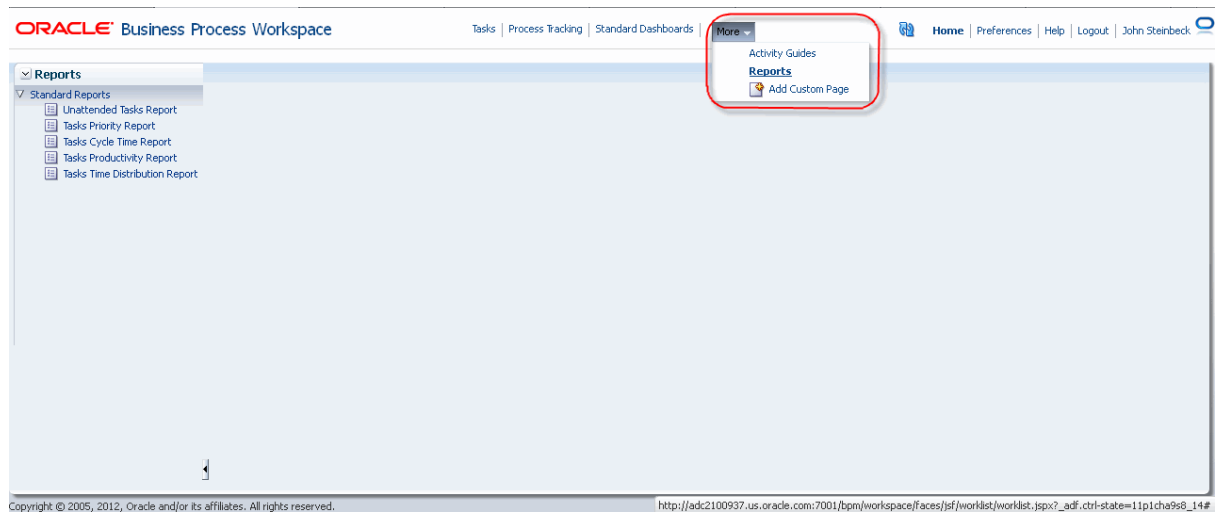 ORACLE Business Process Workspace
Tasks | Process Tracking | Standard Dashboards | More
Home | Preferences | Help | Logout | John Steinbeck
Activity Guides
Reports
Add Custom Page
Reports
Standard Reports
Unattended Tasks Report
Tasks Priority Report
Tasks Cycle Time Report
Tasks Productivity Report
Tasks Time Distribution Report
Copyright © 2005, 2012, Oracle and/or its affiliates. All rights reserved.
http://adc2100937.us.oracle.com:7001/bpm/workspace/faces/jsf/worklist/worklist.jspx?_adf.ctrl-state=11p1cha9s8_14#